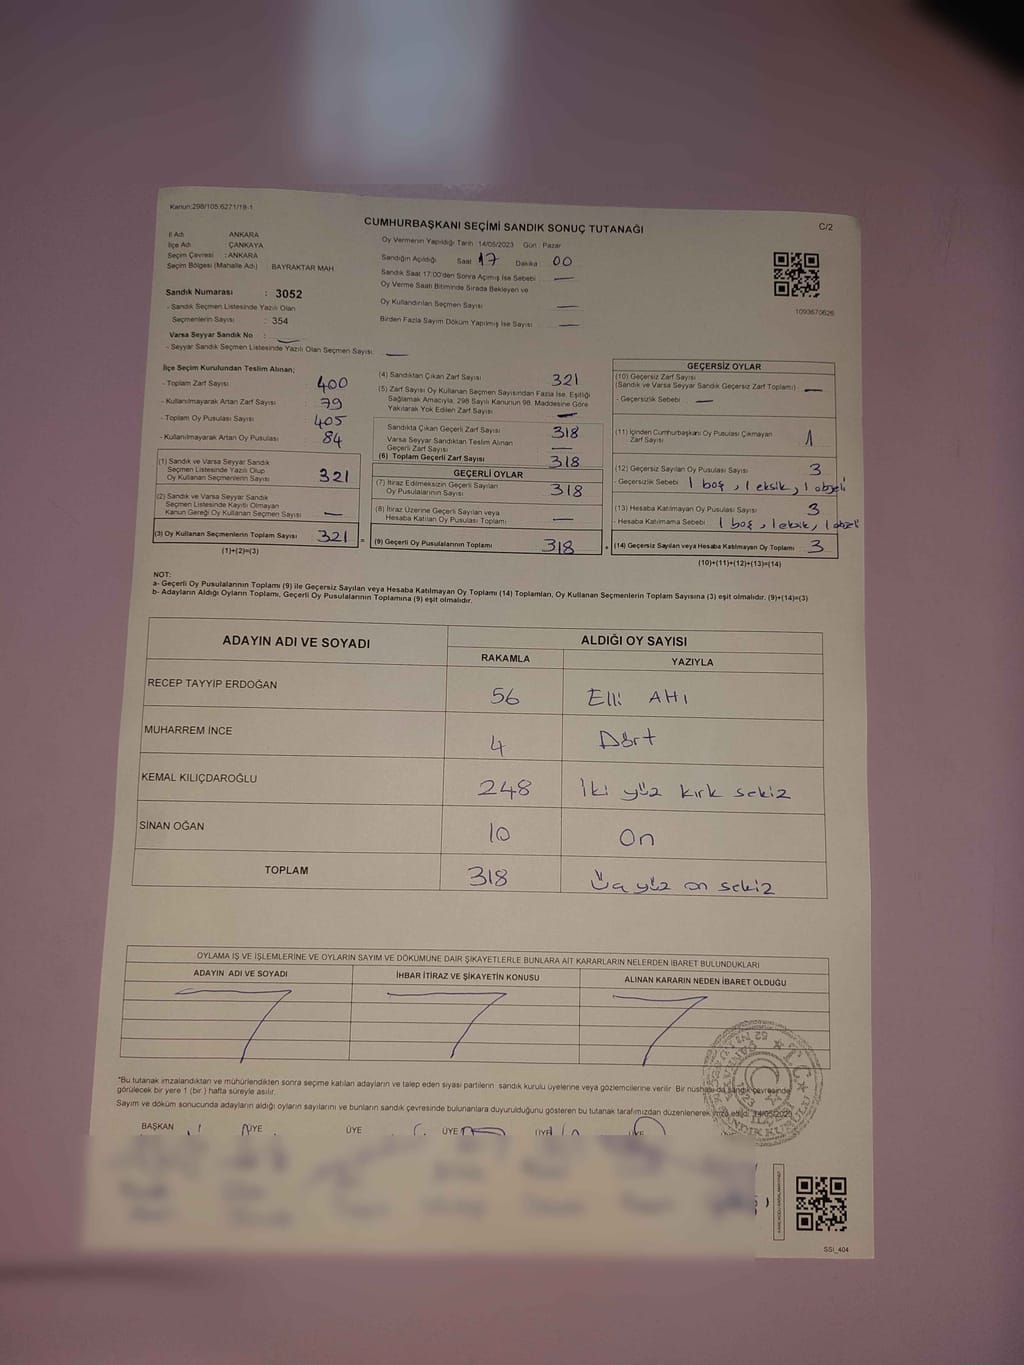 Kanun:298/105;6271/18-1
CUMHURBAŞKANI SEÇİMİ SANDIK SONUÇ TUTANAĞI
C/2
İl Adı : ANKARA
İlçe Adı : ÇANKAYA
Seçim Çevresi : ANKARA
Seçim Bölgesi (Mahalle Adı) : BAYRAKTAR MAH
Oy Vermenin Yapıldığı Tarih : 14/05/2023 Gün : Pazar
Sandığın Açıldığı Saat : 17 Dakika : 00
Sandık Saat 17:00'den Sonra Açılmış İse Sebebi : —
Oy Verme Saati Bitiminde Sırada Bekleyen ve
Oy Kullandırılan Seçmen Sayısı : —
Birden Fazla Sayım Döküm Yapılmış İse Sayısı : —
1093670626
Sandık Numarası : 3052
- Sandık Seçmen Listesinde Yazılı Olan
Seçmenlerin Sayısı : 354
Varsa Seyyar Sandık No : —
- Seyyar Sandık Seçmen Listesinde Yazılı Olan Seçmen Sayısı: —
İlçe Seçim Kurulundan Teslim Alınan;
- Toplam Zarf Sayısı 400
- Kullanılmayarak Artan Zarf Sayısı 79
- Toplam Oy Pusulası Sayısı 405
- Kullanılmayarak Artan Oy Pusulası 84
(1) Sandık ve Varsa Seyyar Sandık
Seçmen Listesinde Yazılı Olup
Oy Kullanan Seçmenlerin Sayısı 321
(2) Sandık ve Varsa Seyyar Sandık
Seçmen Listesinde Kayıtlı Olmayan
Kanun Gereği Oy Kullanan Seçmen Sayısı —
(3) Oy Kullanan Seçmenlerin Toplam Sayısı 321 =
(1)+(2)=(3)
(4) Sandıktan Çıkan Zarf Sayısı 321
(5) Zarf Sayısı Oy Kullanan Seçmen Sayısından Fazla İse, Eşitliği
Sağlamak Amacıyla, 298 Sayılı Kanunun 98. Maddesine Göre
Yakılarak Yok Edilen Zarf Sayısı —
Sandıkta Çıkan Geçerli Zarf Sayısı 318
Varsa Seyyar Sandıktan Teslim Alınan
Geçerli Zarf Sayısı —
(6) Toplam Geçerli Zarf Sayısı 318
GEÇERLİ OYLAR
(7) İtiraz Edilmeksizin Geçerli Sayılan
Oy Pusulalarının Sayısı 318
(8) İtiraz Üzerine Geçerli Sayılan veya
Hesaba Katılan Oy Pusulası Toplamı —
(9) Geçerli Oy Pusulalarının Toplamı 318 +
GEÇERSİZ OYLAR
(10) Geçersiz Zarf Sayısı
(Sandık ve Varsa Seyyar Sandık Geçersiz Zarf Toplamı) —
- Geçersizlik Sebebi : —
(11) İçinden Cumhurbaşkanı Oy Pusulası Çıkmayan
Zarf Sayısı 1
(12) Geçersiz Sayılan Oy Pusulası Sayısı 3
- Geçersizlik Sebebi : 1 boş, 1 eksik,
(13) Hesaba Katılmayan Oy Pusulası Sayısı 3
- Hesaba Katılmama Sebebi : 1 boş, 1 eksik,
(14) Geçersiz Sayılan veya Hesaba Katılmayan Oy Toplamı 3
(10)+(11)+(12)+(13)=(14)
NOT:
a- Geçerli Oy Pusulalarının Toplamı (9) ile Geçersiz Sayılan veya Hesaba Katılmayan Oy Toplamı (14) Toplamları, Oy Kullanan Seçmenlerin Toplam Sayısına (3) eşit olmalıdır. (9)+(14)=(3)
b- Adayların Aldığı Oyların Toplamı, Geçerli Oy Pusulalarının Toplamına (9) eşit olmalıdır.
ADAYIN ADI VE SOYADI ALDIĞI OY SAYISI
RAKAMLA YAZIYLA
RECEP TAYYİP ERDOĞAN 56 Elli
MUHARREM İNCE 4 Dört
KEMAL KILIÇDAROĞLU 248 İki yüz kırk sekiz
SİNAN OĞAN 10 On
TOPLAM 318 Üç yüz on sekiz
OYLAMA İŞ VE İŞLEMLERİNE VE OYLARIN SAYIM VE DÖKÜMÜNE DAİR ŞİKAYETLERLE BUNLARA AİT KARARLARIN NELERDEN İBARET BULUNDUKLARI
ADAYIN ADI VE SOYADI İHBAR İTİRAZ VE ŞİKAYETİN KONUSU ALINAN KARARIN NEDEN İBARET OLDUĞU
*Bu tutanak imzalandıktan ve mühürlendikten sonra seçime katılan adayların ve talep eden siyasi partilerin sandık kurulu üyelerine veya gözlemcilerine verilir. Bir nüshası da sandık çevresinde
görülecek bir yere 1 (bir) hafta süreyle asılır.
Sayım ve döküm sonucunda adayların aldığı oyların sayılarını ve bunların sandık çevresinde bulunanlara duyurulduğunu gösteren bu tutanak tarafımızdan düzenlenerek imza edildi. 14/05/2023
BAŞKAN ÜYE ÜYE ÜYE ÜYE ÜYE
SSI_404